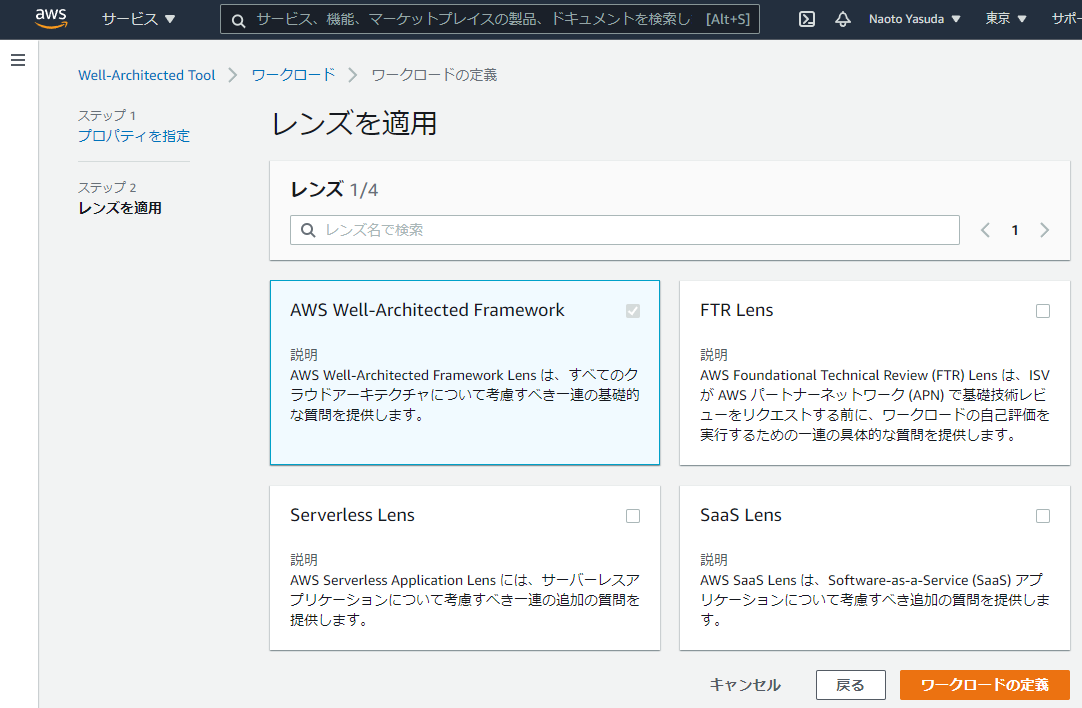 aws サービス▼ サービス、機能、マーケットプレイスの製品、ドキュメントを検索し [Alt+S] Naoto Yasuda ▼ 東京 ▼ サポー
Well-Architected Tool > ワークロード > ワークロードの定義
ステップ 1
プロパティを指定
ステップ 2
レンズを適用
レンズを適用
レンズ 1/4
レンズ名で検索
< 1 >
AWS Well-Architected Framework
説明
AWS Well-Architected Framework Lens は、すべてのク
ラウドアーキテクチャについて考慮すべき一連の基礎的
な質問を提供します。
FTR Lens
説明
AWS Foundational Technical Review (FTR) Lens は、ISV
が AWS パートナーネットワーク (APN) で基礎技術レビ
ューをリクエストする前に、ワークロードの自己評価を
実行するための一連の具体的な質問を提供します。
Serverless Lens
説明
AWS Serverless Application Lens には、サーバーレスア
プリケーションについて考慮すべき一連の追加の質問を
提供します。
SaaS Lens
説明
AWS SaaS Lens は、Software-as-a-Service (SaaS) アプ
リケーションについて考慮すべき追加の質問を提供しま
す。
キャンセル 戻る ワークロードの定義